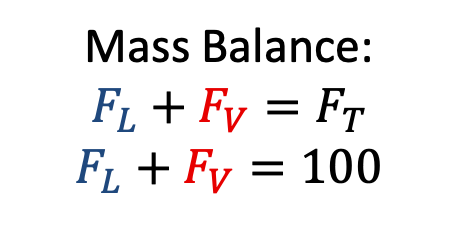 Mass Balance:
F_L + F_V = F_T
F_L + F_V = 100